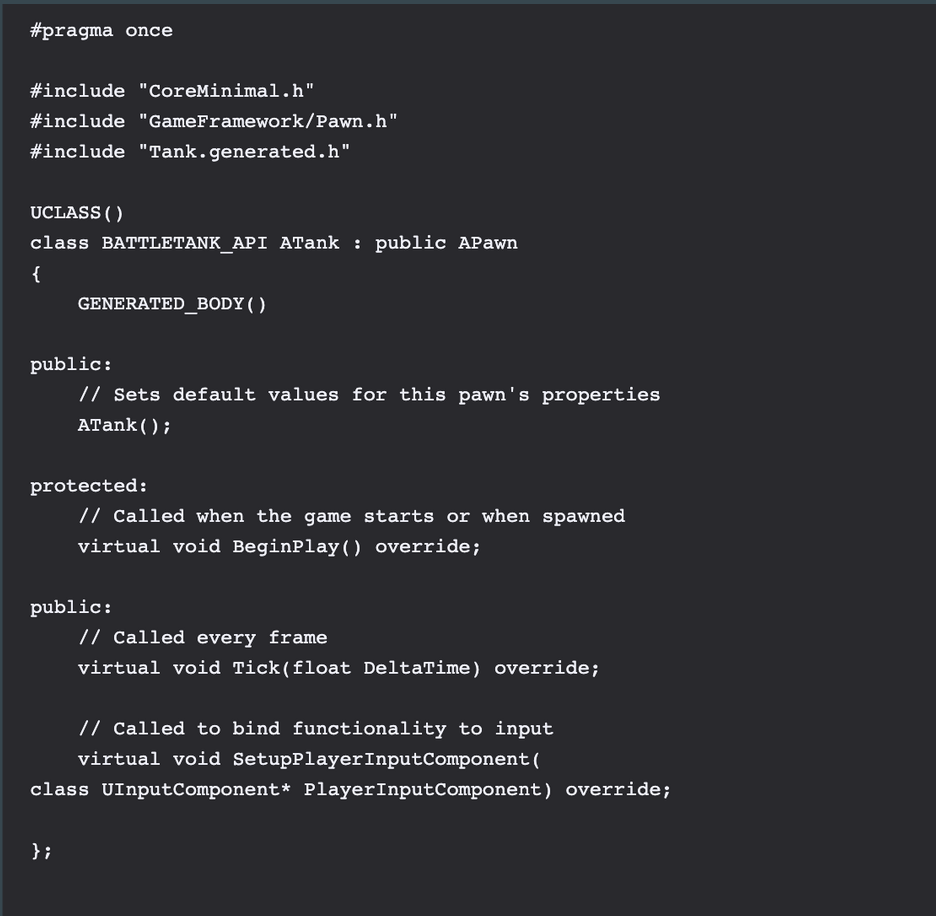 #pragma once
#include "CoreMinimal.h"
#include "GameFramework/Pawn.h"
#include "Tank.generated.h"
UCLASS()
class BATTLETANK_API ATank : public APawn
{
    GENERATED_BODY()
public:
    // Sets default values for this pawn's properties
    ATank();
protected:
    // Called when the game starts or when spawned
    virtual void BeginPlay() override;
public:
    // Called every frame
    virtual void Tick(float DeltaTime) override;
    // Called to bind functionality to input
    virtual void SetupPlayerInputComponent(
class UInputComponent* PlayerInputComponent) override;
};